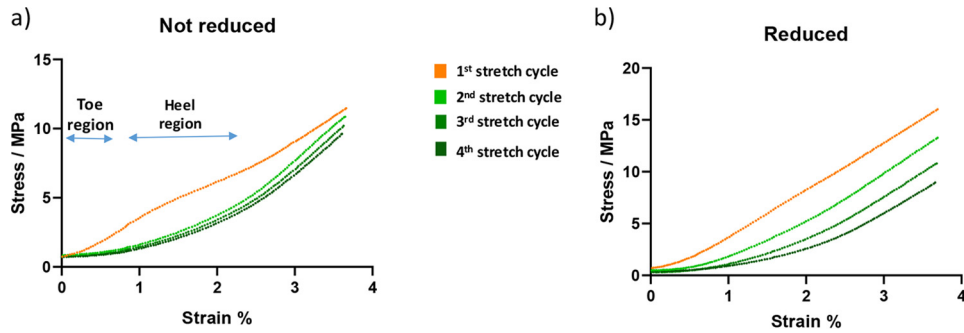 a)
Not reduced
15
10
5
0
Stress / MPa
Toe
region
Heel
region
0 1 2 3 4
Strain %
1st stretch cycle
2nd stretch cycle
3rd stretch cycle
4th stretch cycle
b)
Reduced
20
15
10
5
0
Stress / MPa
0 1 2 3 4
Strain %